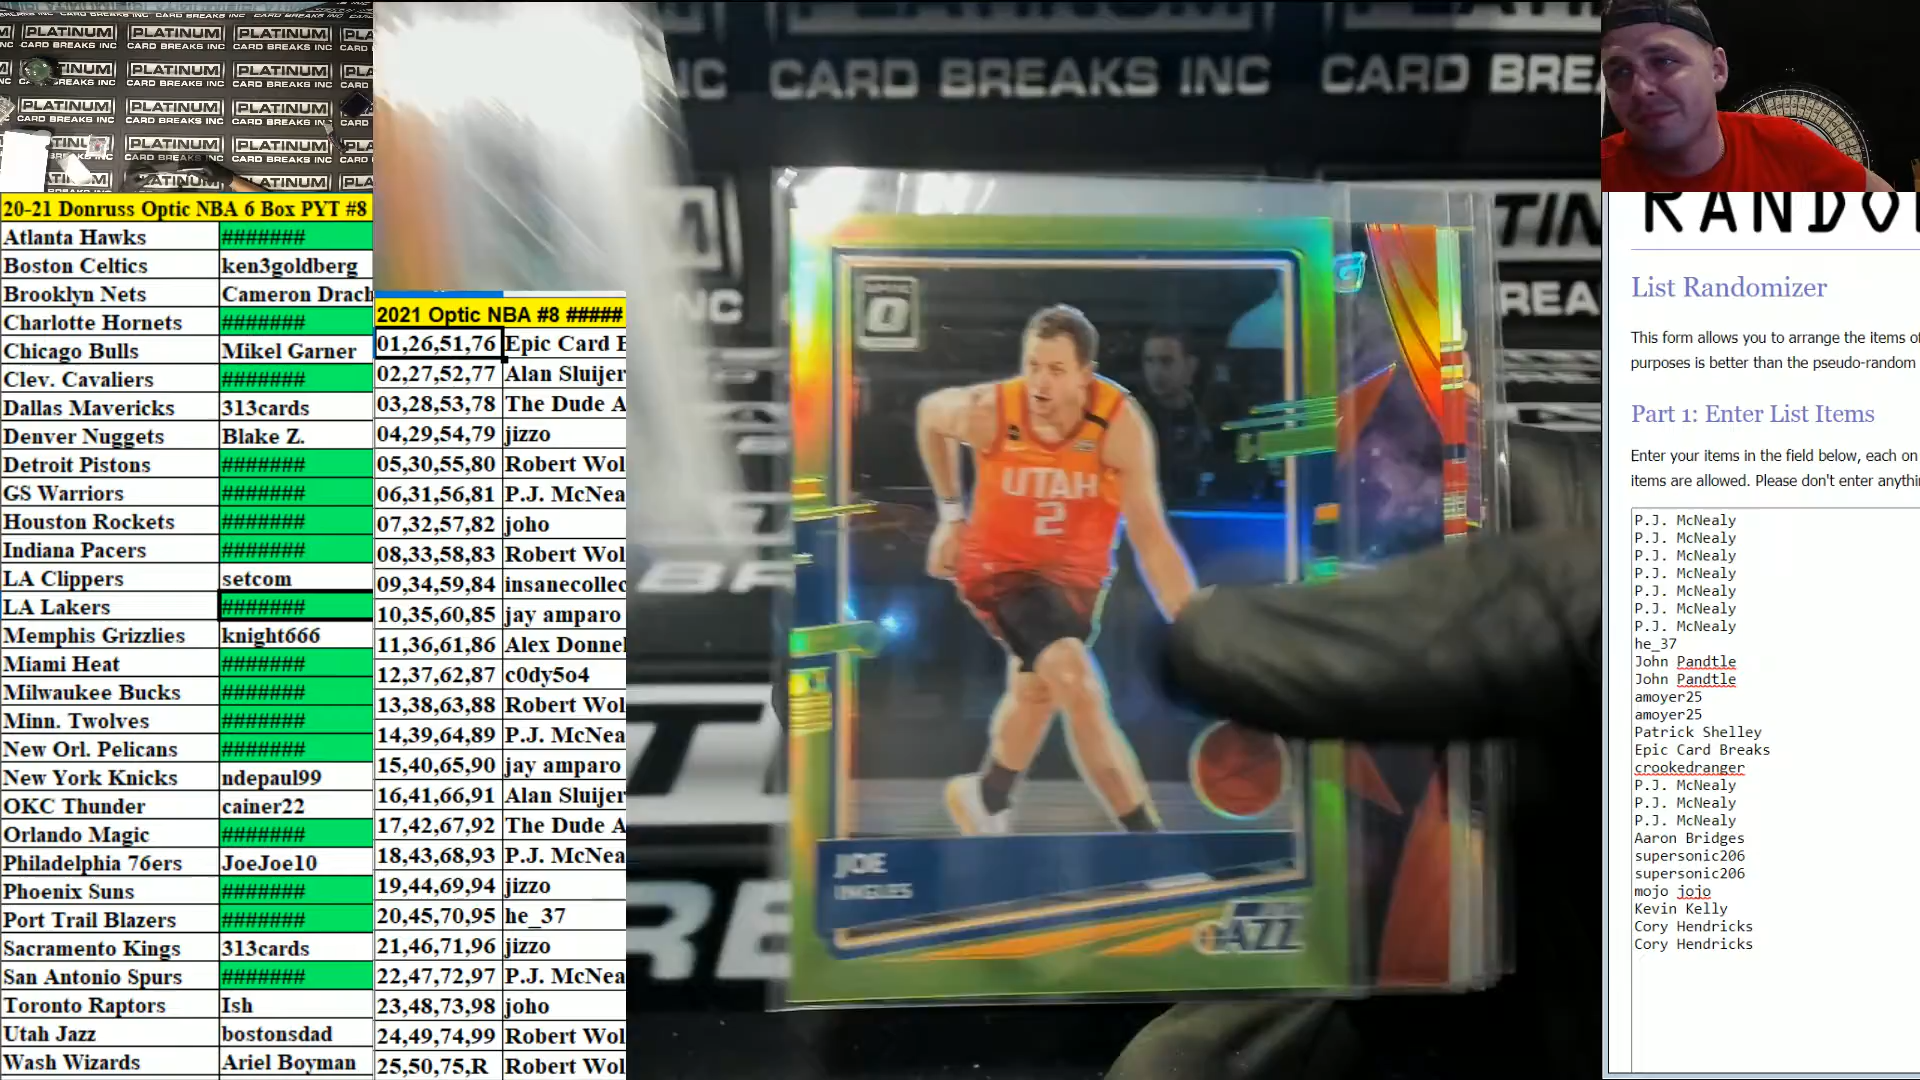 PLATINUM
CARD BREAKS INC
20-21 Donruss Optic NBA 6 Box PYT #8
Atlanta Hawks #######
Boston Celtics ken3goldberg
Brooklyn Nets Cameron Drach
Charlotte Hornets #######
Chicago Bulls Mikel Garner
Clev. Cavaliers #######
Dallas Mavericks 313cards
Denver Nuggets Blake Z.
Detroit Pistons #######
GS Warriors #######
Houston Rockets #######
Indiana Pacers #######
LA Clippers setcom
LA Lakers #######
Memphis Grizzlies knight666
Miami Heat #######
Milwaukee Bucks #######
Minn. Twolves #######
New Orl. Pelicans #######
New York Knicks ndepaul99
OKC Thunder cainer22
Orlando Magic #######
Philadelphia 76ers JoeJoe10
Phoenix Suns #######
Port Trail Blazers #######
Sacramento Kings 313cards
San Antonio Spurs #######
Toronto Raptors Ish
Utah Jazz bostonsdad
Wash Wizards Ariel Boyman
2021 Optic NBA #8 #####
01,26,51,76 Epic Card
02,27,52,77 Alan Sluijer
03,28,53,78 The Dude A
04,29,54,79 jizzo
05,30,55,80 Robert Wol
06,31,56,81 P.J. McNea
07,32,57,82 joho
08,33,58,83 Robert Wol
09,34,59,84 insanecollec
10,35,60,85 jay amparo
11,36,61,86 Alex Donnel
12,37,62,87 c0dy5o4
13,38,63,88 Robert Wol
14,39,64,89 P.J. McNea
15,40,65,90 jay amparo
16,41,66,91 Alan Sluijer
17,42,67,92 The Dude A
18,43,68,93 P.J. McNea
19,44,69,94 jizzo
20,45,70,95 he_37
21,46,71,96 jizzo
22,47,72,97 P.J. McNea
23,48,73,98 joho
24,49,74,99 Robert Wol
25,50,75,R Robert Wol
CARD BREAKS INC
CARD BRE
OPTIC
UTAH
2
JOE
INGLES
JAZZ
RANDO
List Randomizer
This form allows you to arrange the items of
purposes is better than the pseudo-random
Part 1: Enter List Items
Enter your items in the field below, each on
items are allowed. Please don't enter anythi
P.J. McNealy
P.J. McNealy
P.J. McNealy
P.J. McNealy
P.J. McNealy
P.J. McNealy
P.J. McNealy
he_37
John Pandtle
John Pandtle
amoyer25
amoyer25
Patrick Shelley
Epic Card Breaks
crookedranger
P.J. McNealy
P.J. McNealy
P.J. McNealy
Aaron Bridges
supersonic206
supersonic206
mojo jojo
Kevin Kelly
Cory Hendricks
Cory Hendricks